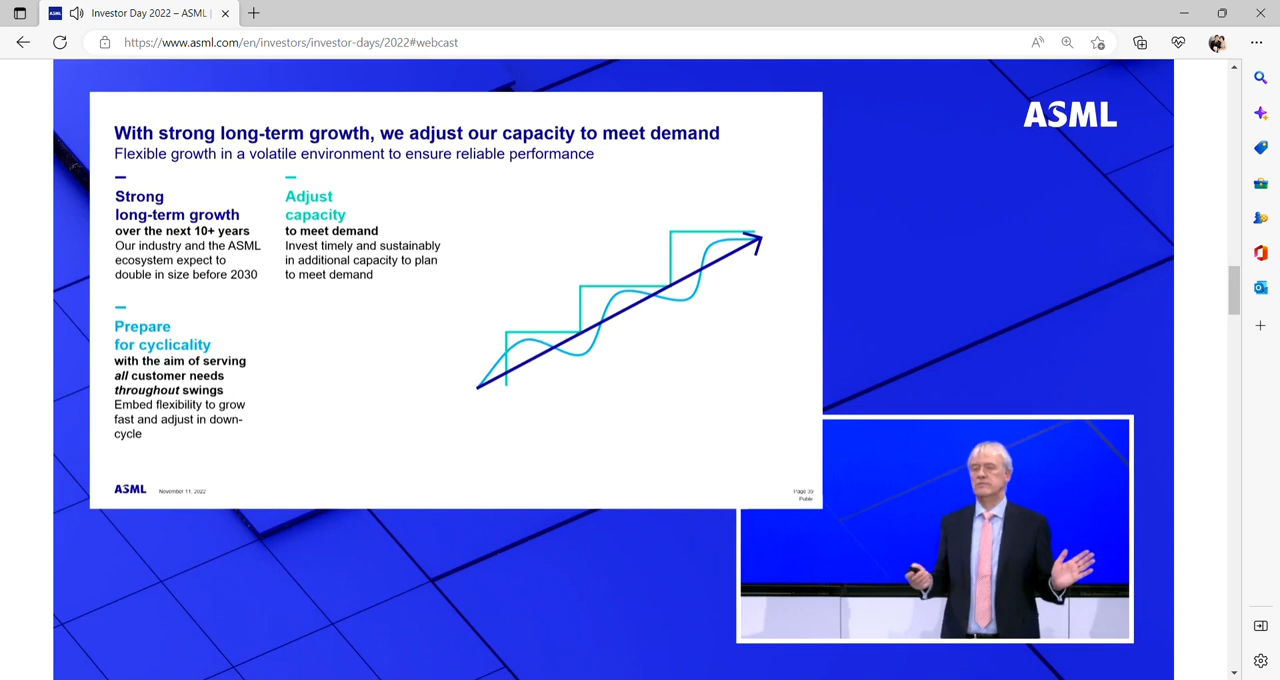 ASML
Investor Day 2022 – ASML |
https://www.asml.com/en/investors/investor-days/2022#webcast
ASML
With strong long-term growth, we adjust our capacity to meet demand
Flexible growth in a volatile environment to ensure reliable performance
Strong
long-term growth
over the next 10+ years
Our industry and the ASML
ecosystem expect to
double in size before 2030
Adjust
capacity
to meet demand
Invest timely and sustainably
in additional capacity to plan
to meet demand
Prepare
for cyclicality
with the aim of serving
all customer needs
throughout swings
Embed flexibility to grow
fast and adjust in down-
cycle
ASML
November 11, 2022
Page 39
Public